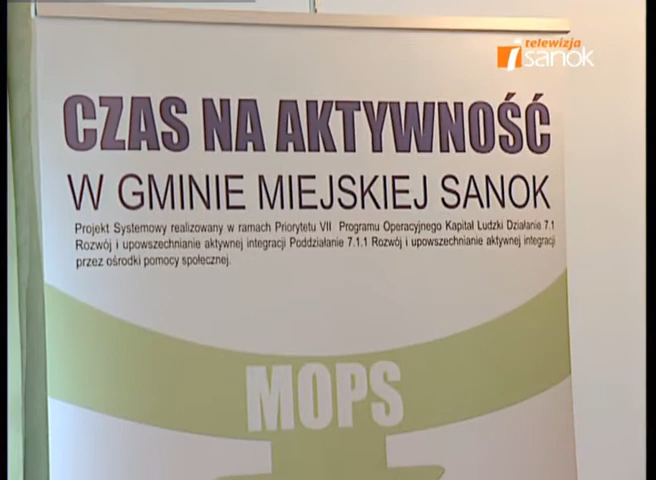 telewizja
i sanok
CZAS NA AKTYWNOŚĆ
W GMINIE MIEJSKIEJ SANOK
Projekt Systemowy realizowany w ramach Priorytetu VII Programu Operacyjnego Kapitał Ludzki Działanie 7.1
Rozwój i upowszechnianie aktywnej integracji Poddziałanie 7.1.1 Rozwój i upowszechnianie aktywnej integracji
przez ośrodki pomocy społecznej.
MOPS